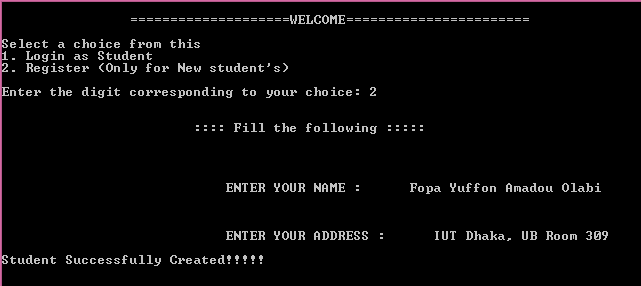 ====================WELCOME=======================
Select a choice from this
1. Login as Student
2. Register (Only for New student's)
Enter the digit corresponding to your choice: 2
:::: Fill the following :::::
ENTER YOUR NAME : Fopa Yuffon Amadou Olabi
ENTER YOUR ADDRESS : IUT Dhaka, UB Room 309
Student Successfully Created!!!!!